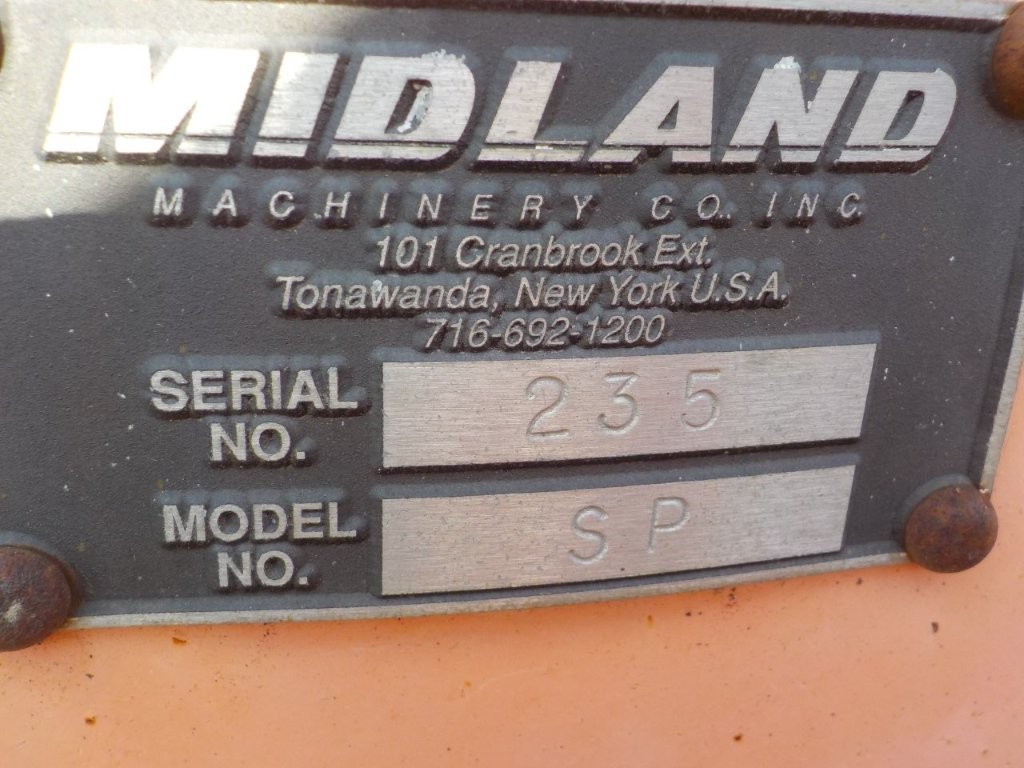 MIDLAND
MACHINERY CO., INC.
101 Cranbrook Ext.
Tonawanda, New York U.S.A.
716-692-1200
SERIAL NO. 235
MODEL NO. SP